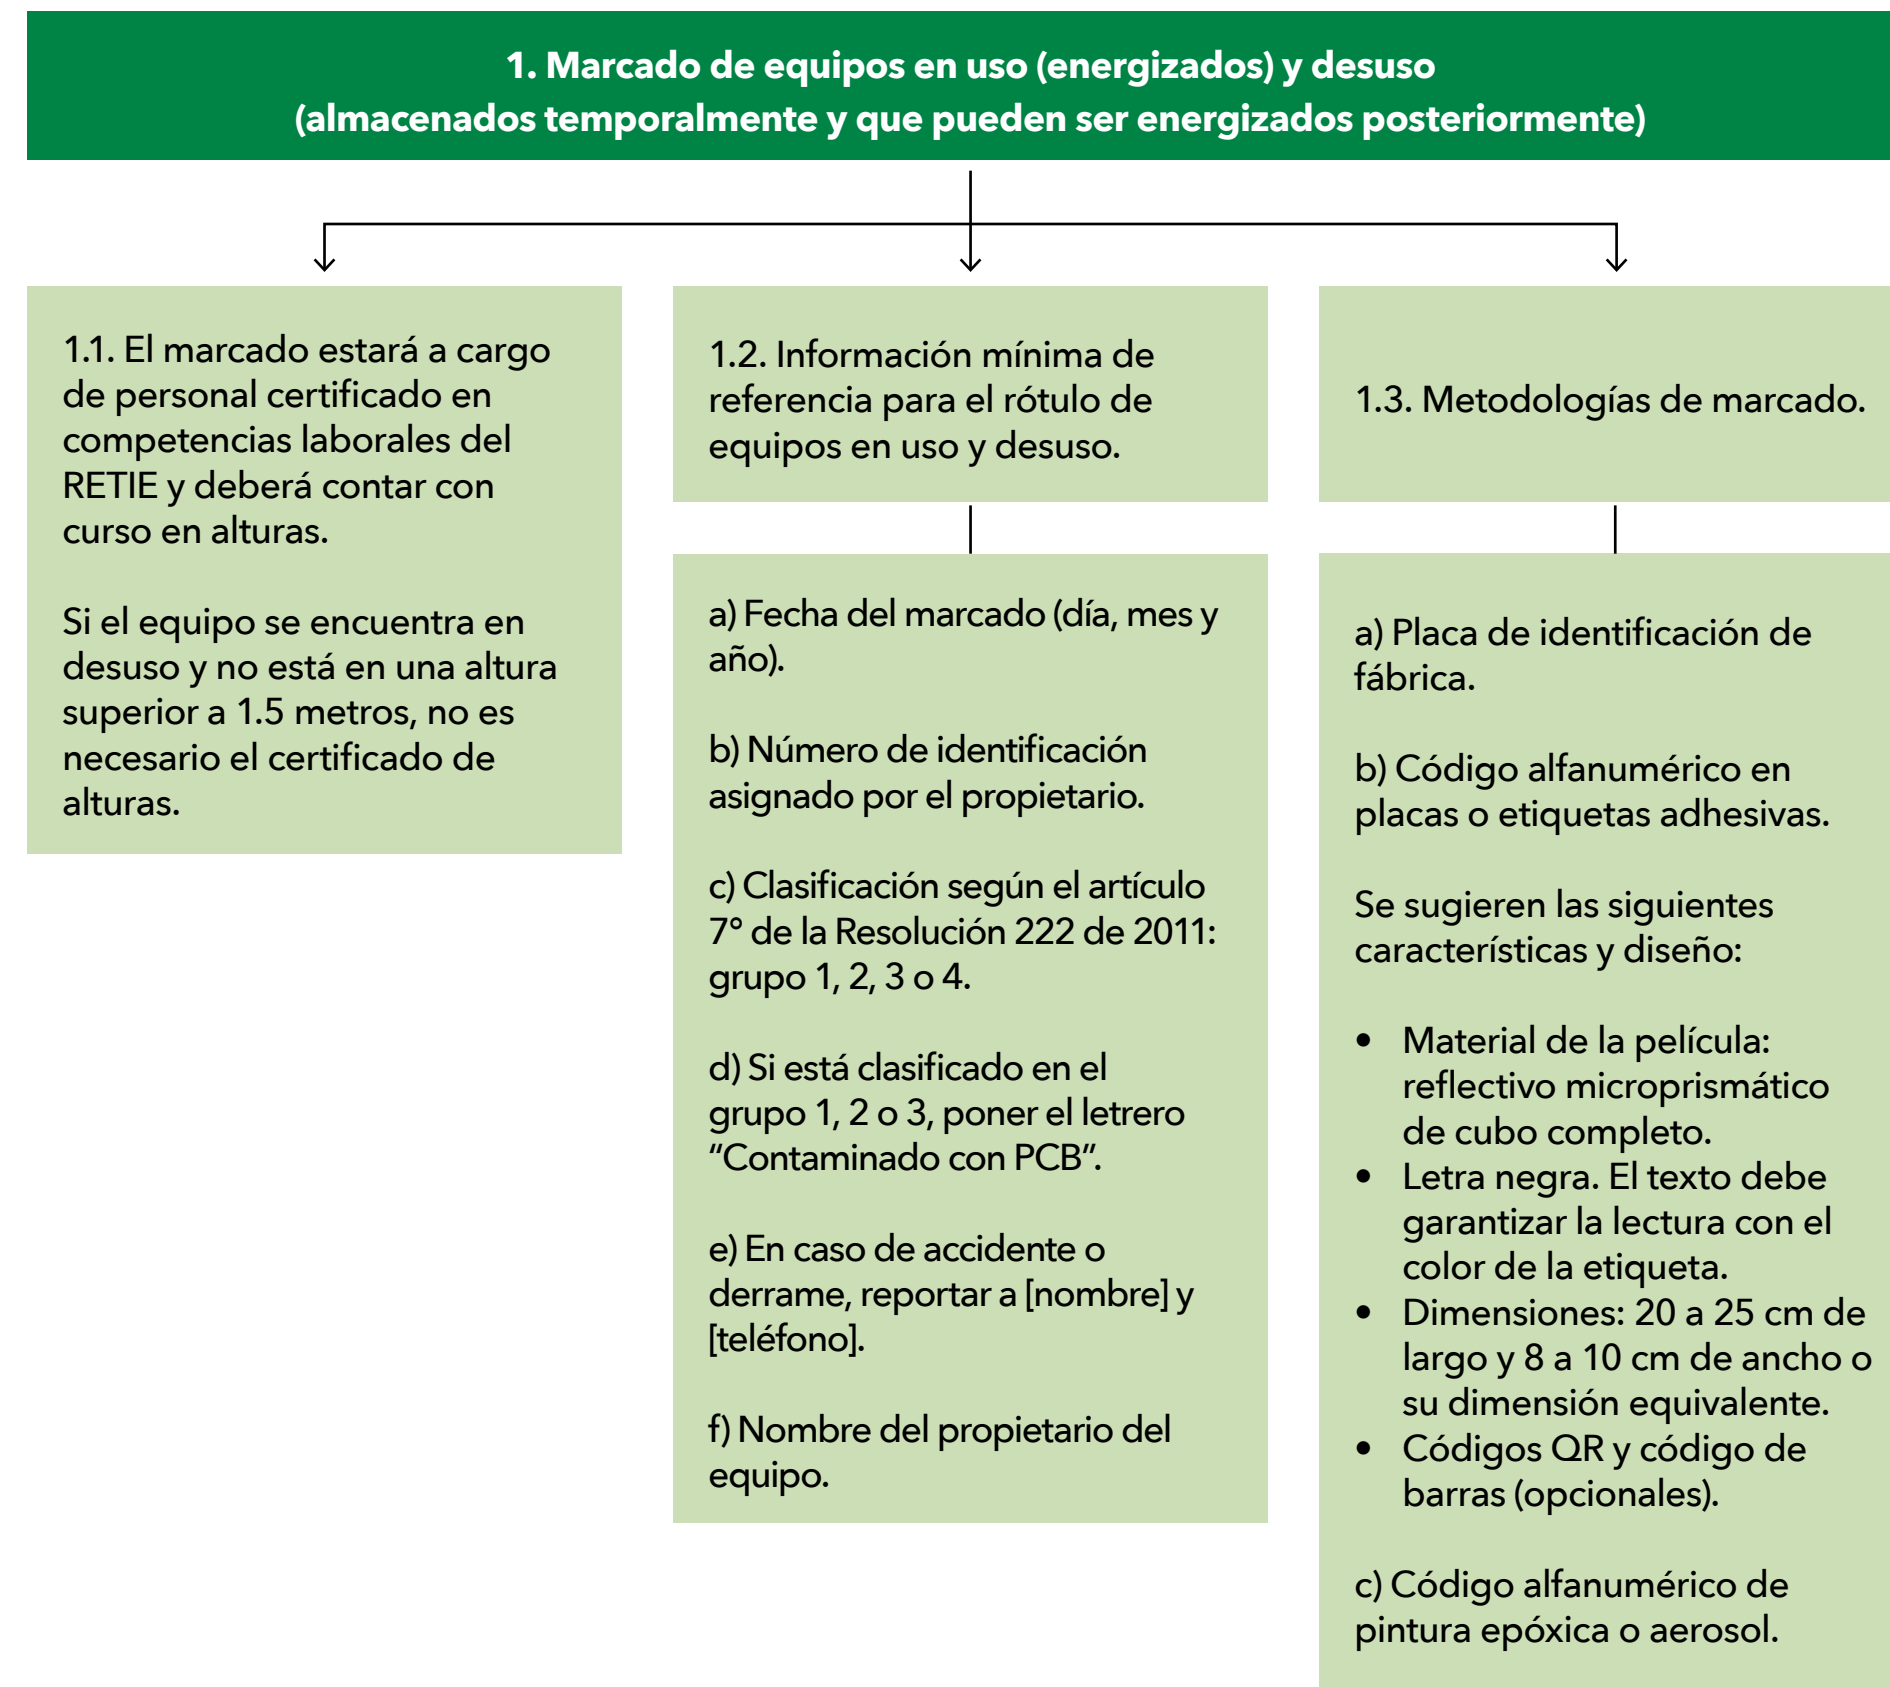 1. Marcado de equipos en uso (energizados) y desuso
(almacenados temporalmente y que pueden ser energizados posteriormente)
1.1. El marcado estará a cargo
de personal certificado en
competencias laborales del
RETIE y deberá contar con
curso en alturas.
Si el equipo se encuentra en
desuso y no está en una altura
superior a 1.5 metros, no es
necesario el certificado de
alturas.
1.2. Información mínima de
referencia para el rótulo de
equipos en uso y desuso.
a) Fecha del marcado (día, mes y
año).
b) Número de identificación
asignado por el propietario.
c) Clasificación según el artículo
7° de la Resolución 222 de 2011:
grupo 1, 2, 3 o 4.
d) Si está clasificado en el
grupo 1, 2 o 3, poner el letrero
“Contaminado con PCB”.
e) En caso de accidente o
derrame, reportar a [nombre] y
[teléfono].
f) Nombre del propietario del
equipo.
1.3. Metodologías de marcado.
a) Placa de identificación de
fábrica.
b) Código alfanumérico en
placas o etiquetas adhesivas.
Se sugieren las siguientes
características y diseño:
• Material de la película:
reflectivo microprismático
de cubo completo.
• Letra negra. El texto debe
garantizar la lectura con el
color de la etiqueta.
• Dimensiones: 20 a 25 cm de
largo y 8 a 10 cm de ancho o
su dimensión equivalente.
• Códigos QR y código de
barras (opcionales).
c) Código alfanumérico de
pintura epóxica o aerosol.